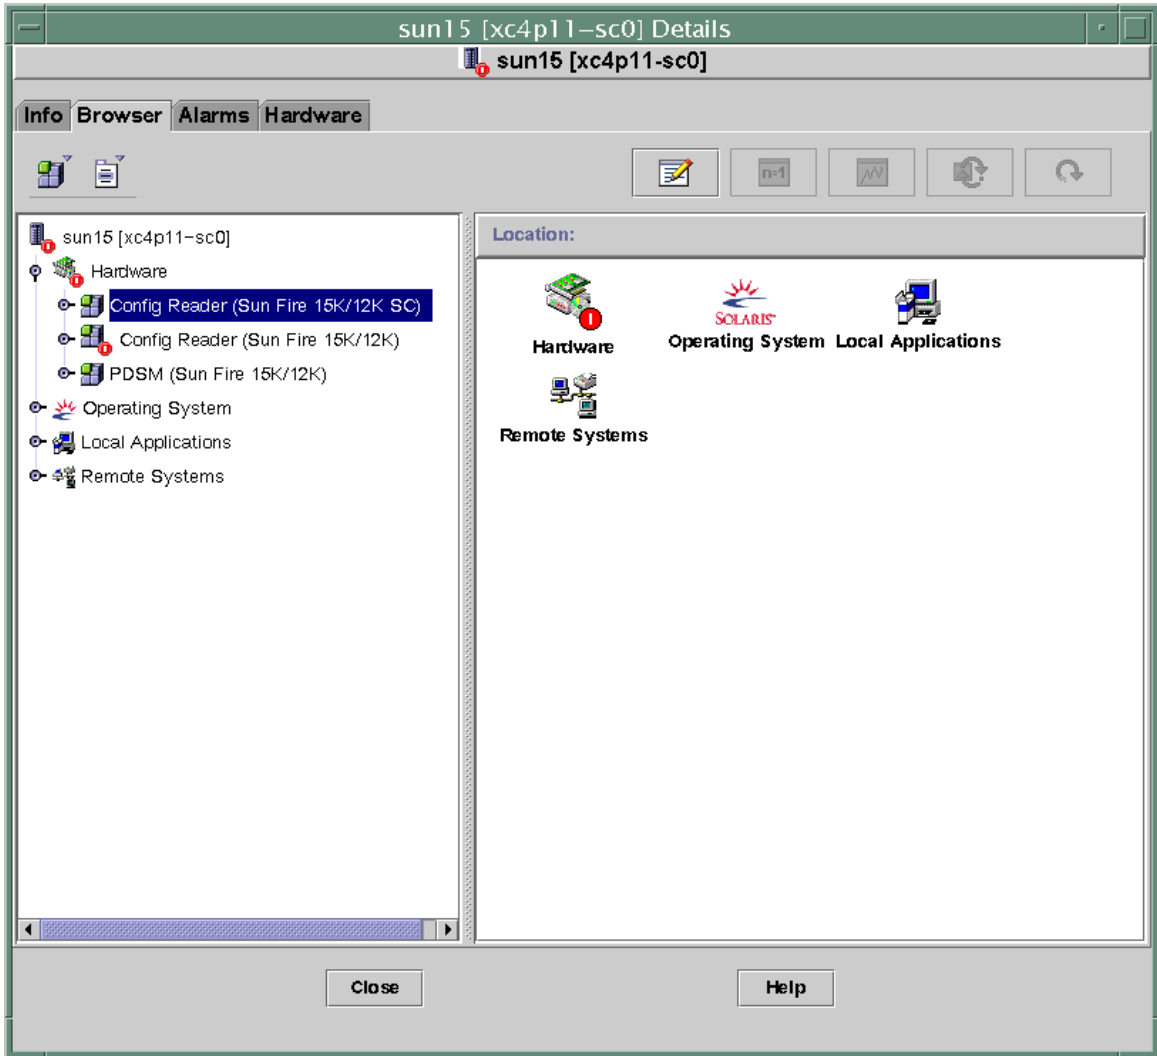 sun15 [xc4p11-sc0] Details
sun15 [xc4p11-sc0]
Info Browser Alarms Hardware
n=1
sun15 [xc4p11-sc0]
Hardware
Config Reader (Sun Fire 15K/12K SC)
Config Reader (Sun Fire 15K/12K)
PDSM (Sun Fire 15K/12K)
Operating System
Local Applications
Remote Systems
Location:
SOLARIS
Hardware Operating System Local Applications
Remote Systems
Close Help